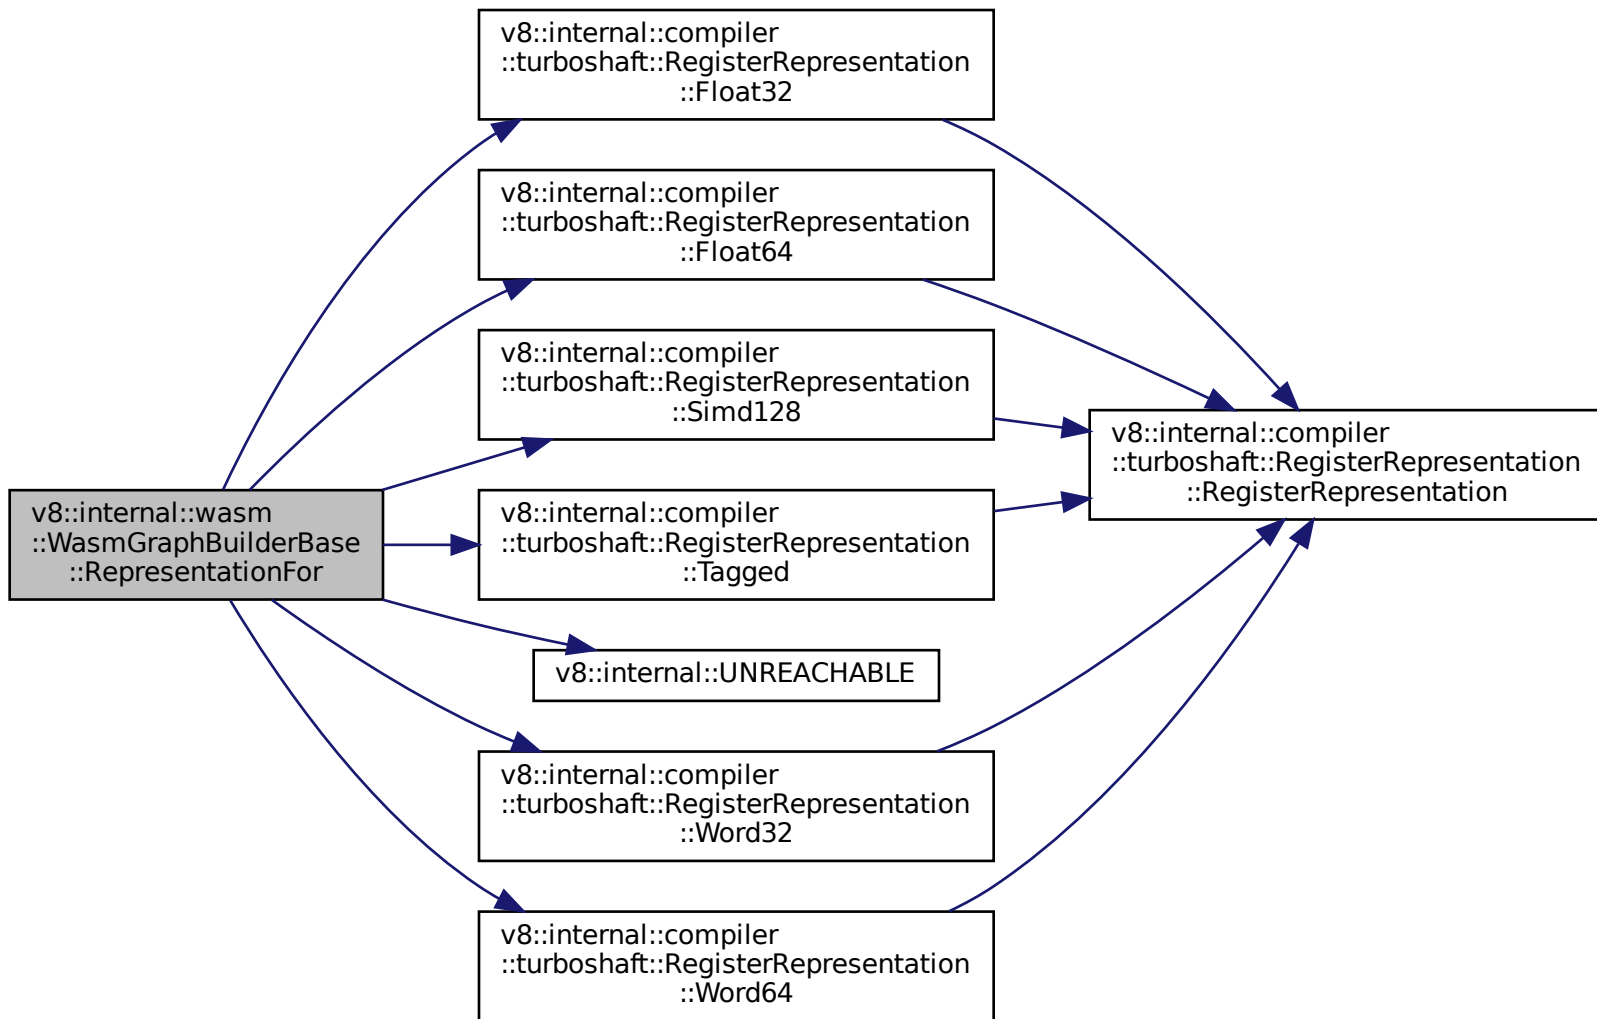 v8::internal::compiler
::turboshaft::RegisterRepresentation
::Float32
v8::internal::compiler
::turboshaft::RegisterRepresentation
::Float64
v8::internal::compiler
::turboshaft::RegisterRepresentation
::Simd128
v8::internal::compiler
::turboshaft::RegisterRepresentation
::RegisterRepresentation
v8::internal::wasm
::WasmGraphBuilderBase
::RepresentationFor
v8::internal::compiler
::turboshaft::RegisterRepresentation
::Tagged
v8::internal::UNREACHABLE
v8::internal::compiler
::turboshaft::RegisterRepresentation
::Word32
v8::internal::compiler
::turboshaft::RegisterRepresentation
::Word64